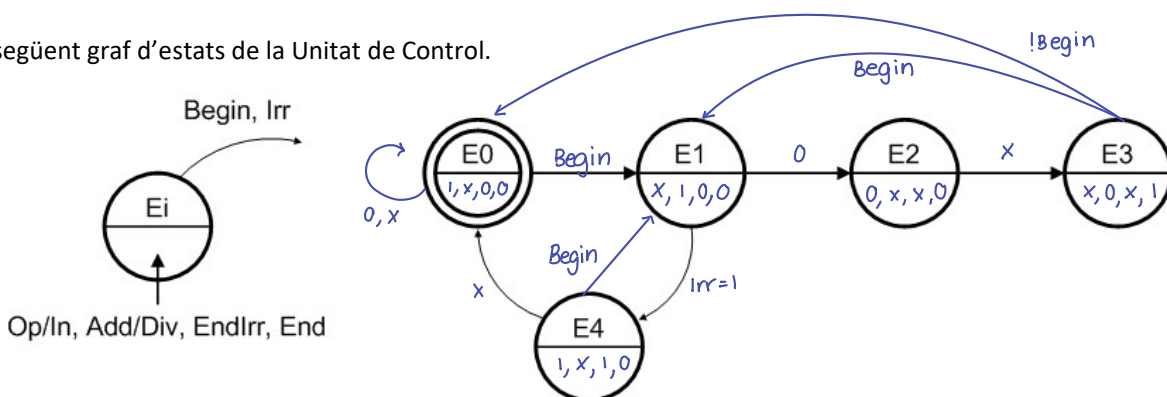 següent graf d'estats de la Unitat de Control.
!Begin
Begin
Begin, Irr
E0
Begin
E1
0
E2
x
E3
1, x, 0, 0
x, 1, 0, 0
0, x, x, 0
x, 0, x, 1
0, x
Ei
Begin
x
Irr=1
Op/In, Add/Div, EndIrr, End
E4
1, x, 1, 0